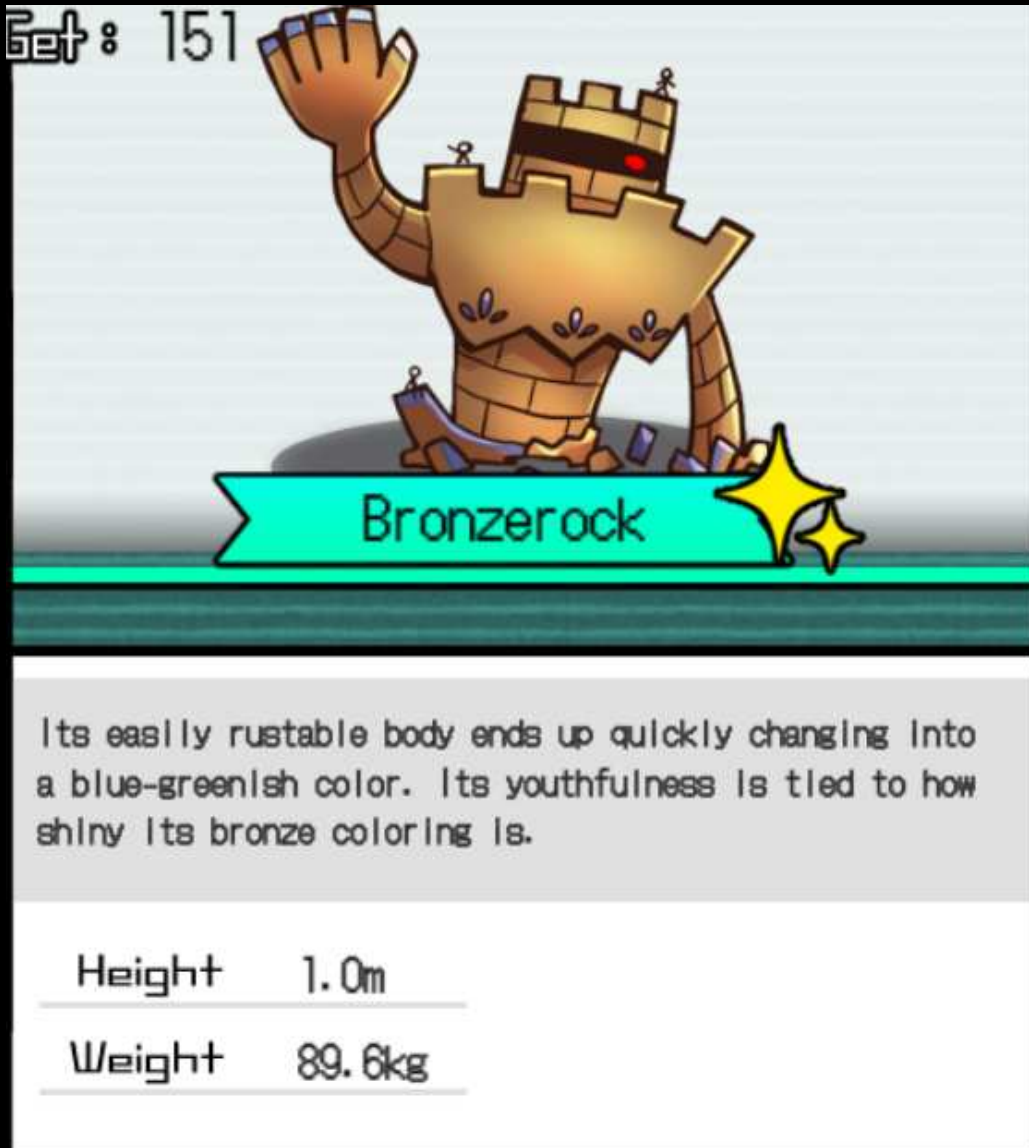 Get: 151
Bronzerock
Its easily rustable body ends up quickly changing into
a blue-greenish color. Its youthfulness is tied to how
shiny its bronze coloring is.
Height 1.0m
Weight 89.6kg